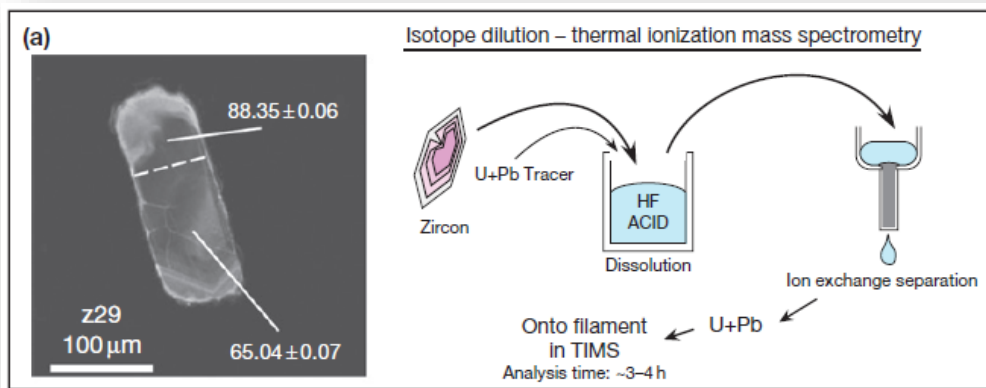 (a)
88.35±0.06
z29
100 µm
65.04±0.07
Isotope dilution – thermal ionization mass spectrometry
Zircon
U+Pb Tracer
HF
ACID
Dissolution
Ion exchange separation
U+Pb
Onto filament
in TIMS
Analysis time: ~3–4 h